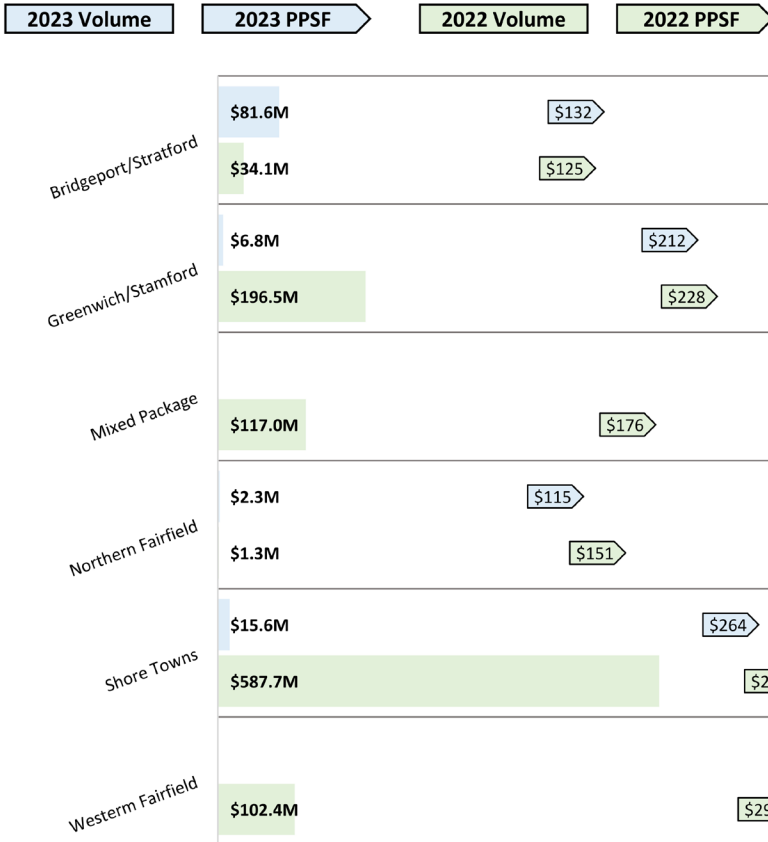 2023 Volume 2023 PPSF 2022 Volume 2022 PPSF
$81.6M $132
Bridgeport/Stratford
$34.1M $125
$6.8M $212
Greenwich/Stamford
$196.5M $228
Mixed Package
$117.0M $176
$2.3M $115
Northern Fairfield
$1.3M $151
$15.6M $264
Shore Towns
$587.7M
Westerm Fairfield
$102.4M